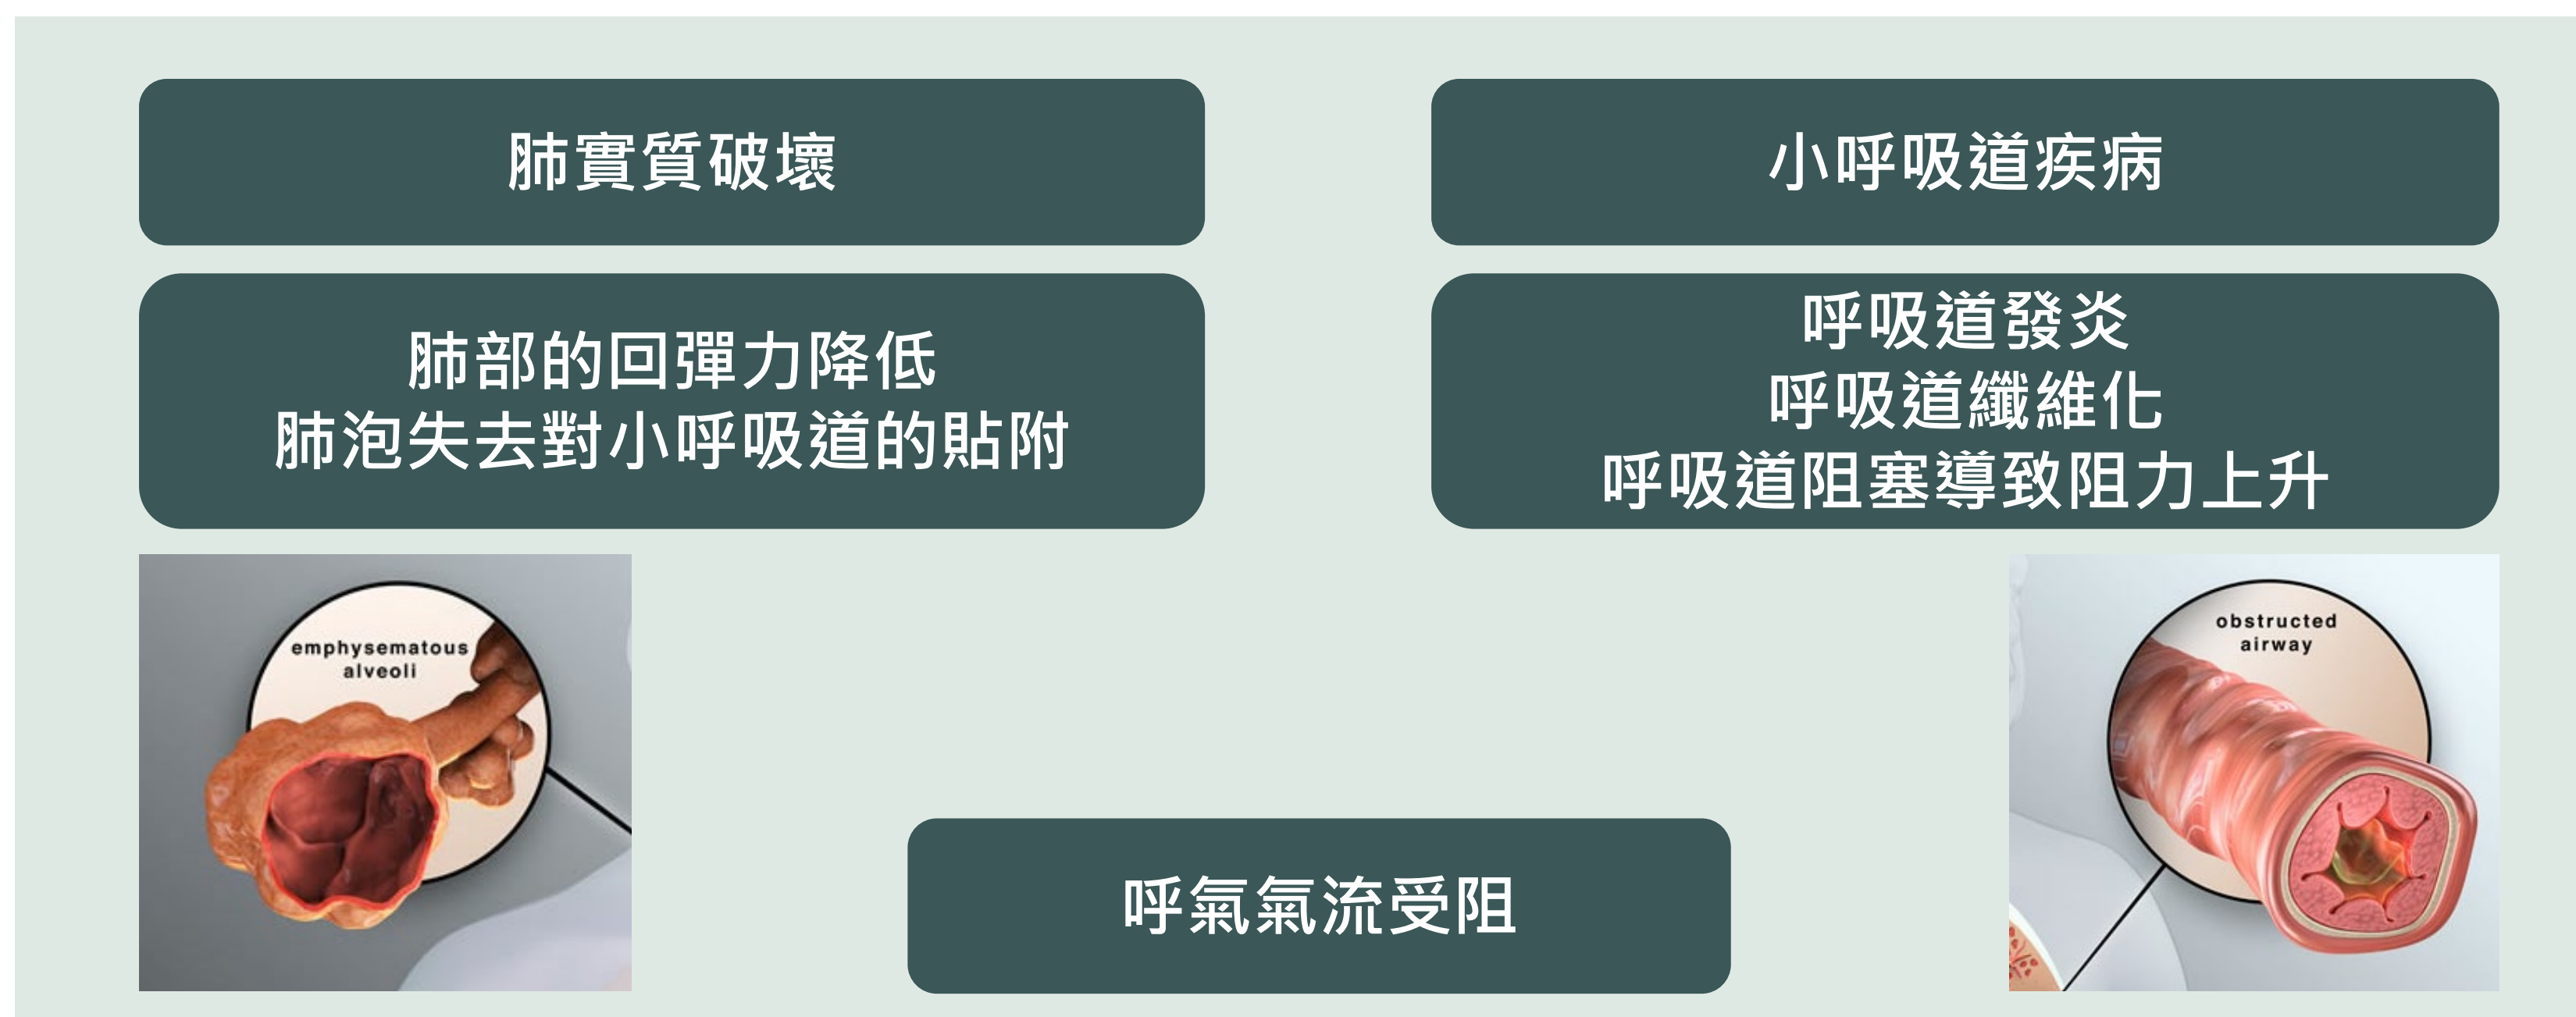 肺實質破壞
小呼吸道疾病
肺部的回彈力降低
肺泡失去對小呼吸道的貼附
呼吸道發炎
呼吸道纖維化
呼吸道阻塞導致阻力上升
emphysematous
alveoli
obstructed
airway
呼氣氣流受阻